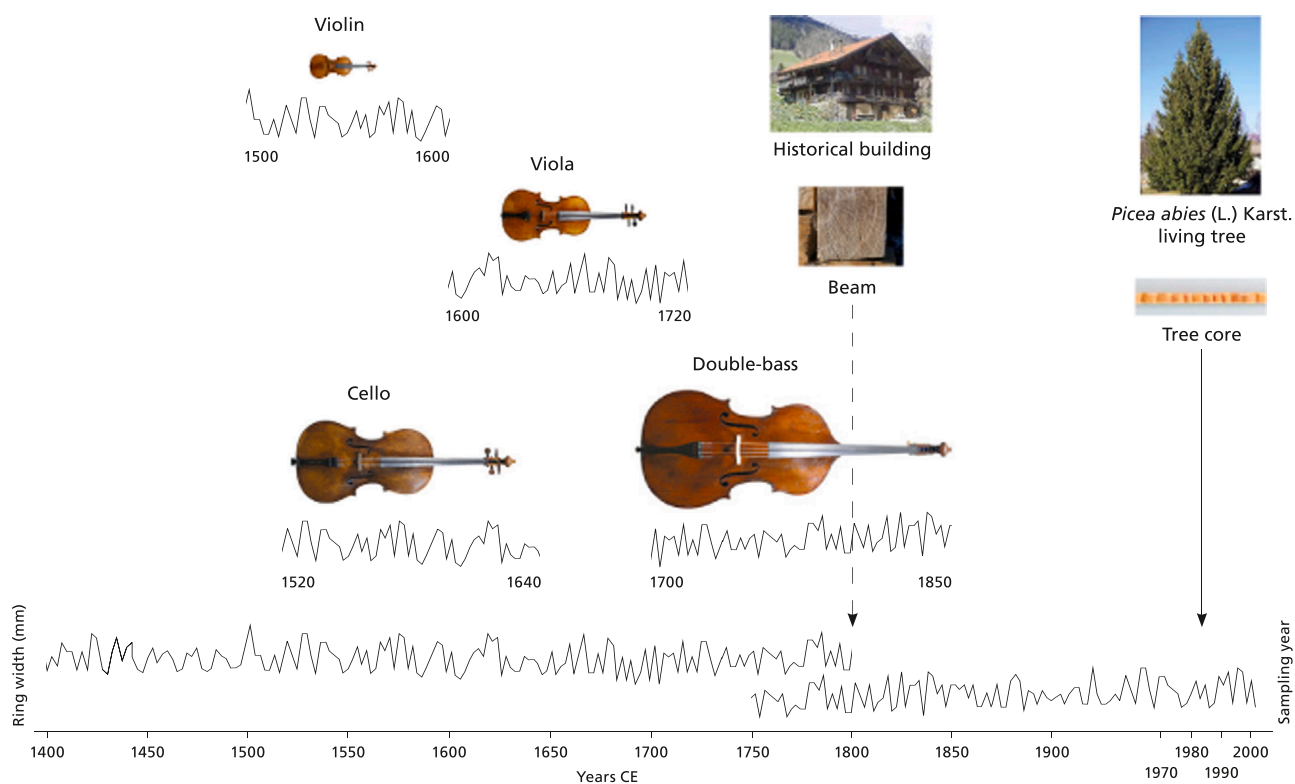 Violin
1500 1600
Viola
1600 1720
Historical building
Beam
Picea abies (L.) Karst.
living tree
Tree core
Cello
1520 1640
Double-bass
1700 1850
Ring width (mm)
Sampling year
1400 1450 1500 1550 1600 1650 1700 1750 1800 1850 1900 1980 2000
1970 1990
Years CE